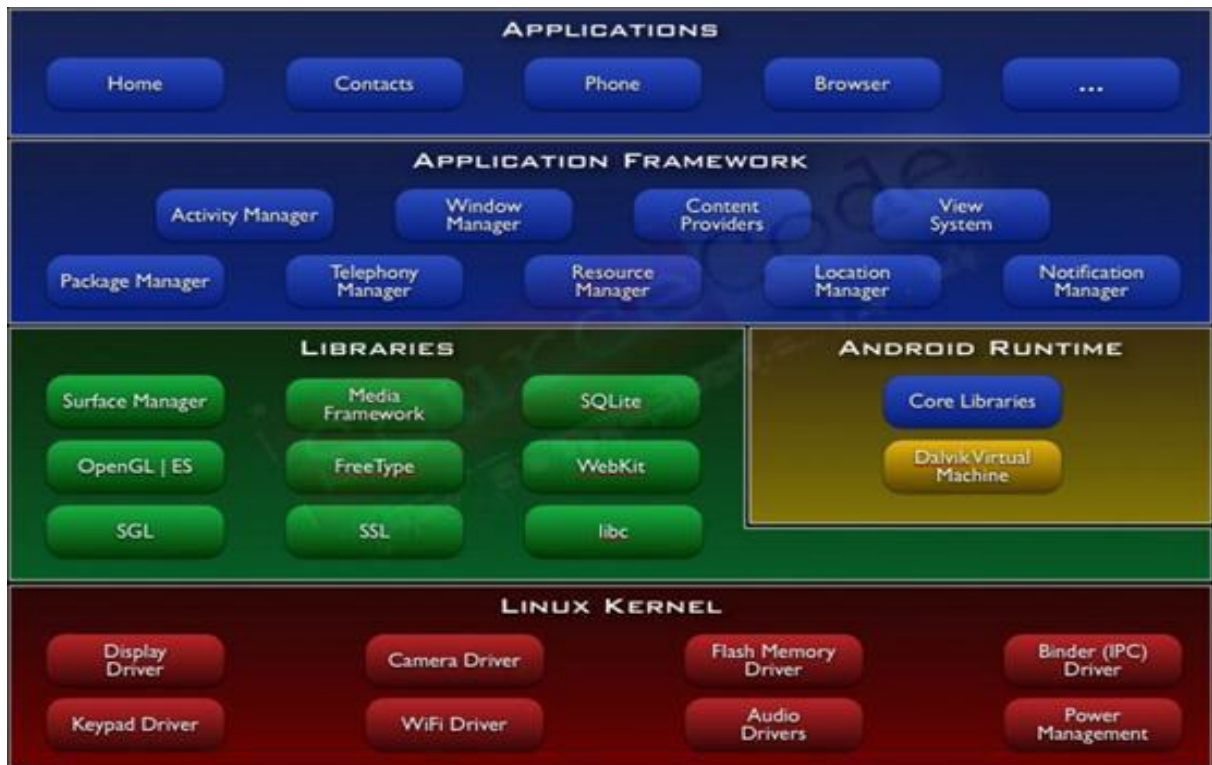 APPLICATIONS
Home
Contacts
Phone
Browser
...
APPLICATION FRAMEWORK
Activity Manager
Window
Manager
Content
Providers
View
System
Package Manager
Telephony
Manager
Resource
Manager
Location
Manager
Notification
Manager
LIBRARIES
Surface Manager
Media
Framework
SQLite
OpenGL | ES
FreeType
WebKit
SGL
SSL
libc
ANDROID RUNTIME
Core Libraries
Dalvik Virtual
Machine
LINUX KERNEL
Display
Driver
Camera Driver
Flash Memory
Driver
Binder (IPC)
Driver
Keypad Driver
WiFi Driver
Audio
Drivers
Power
Management